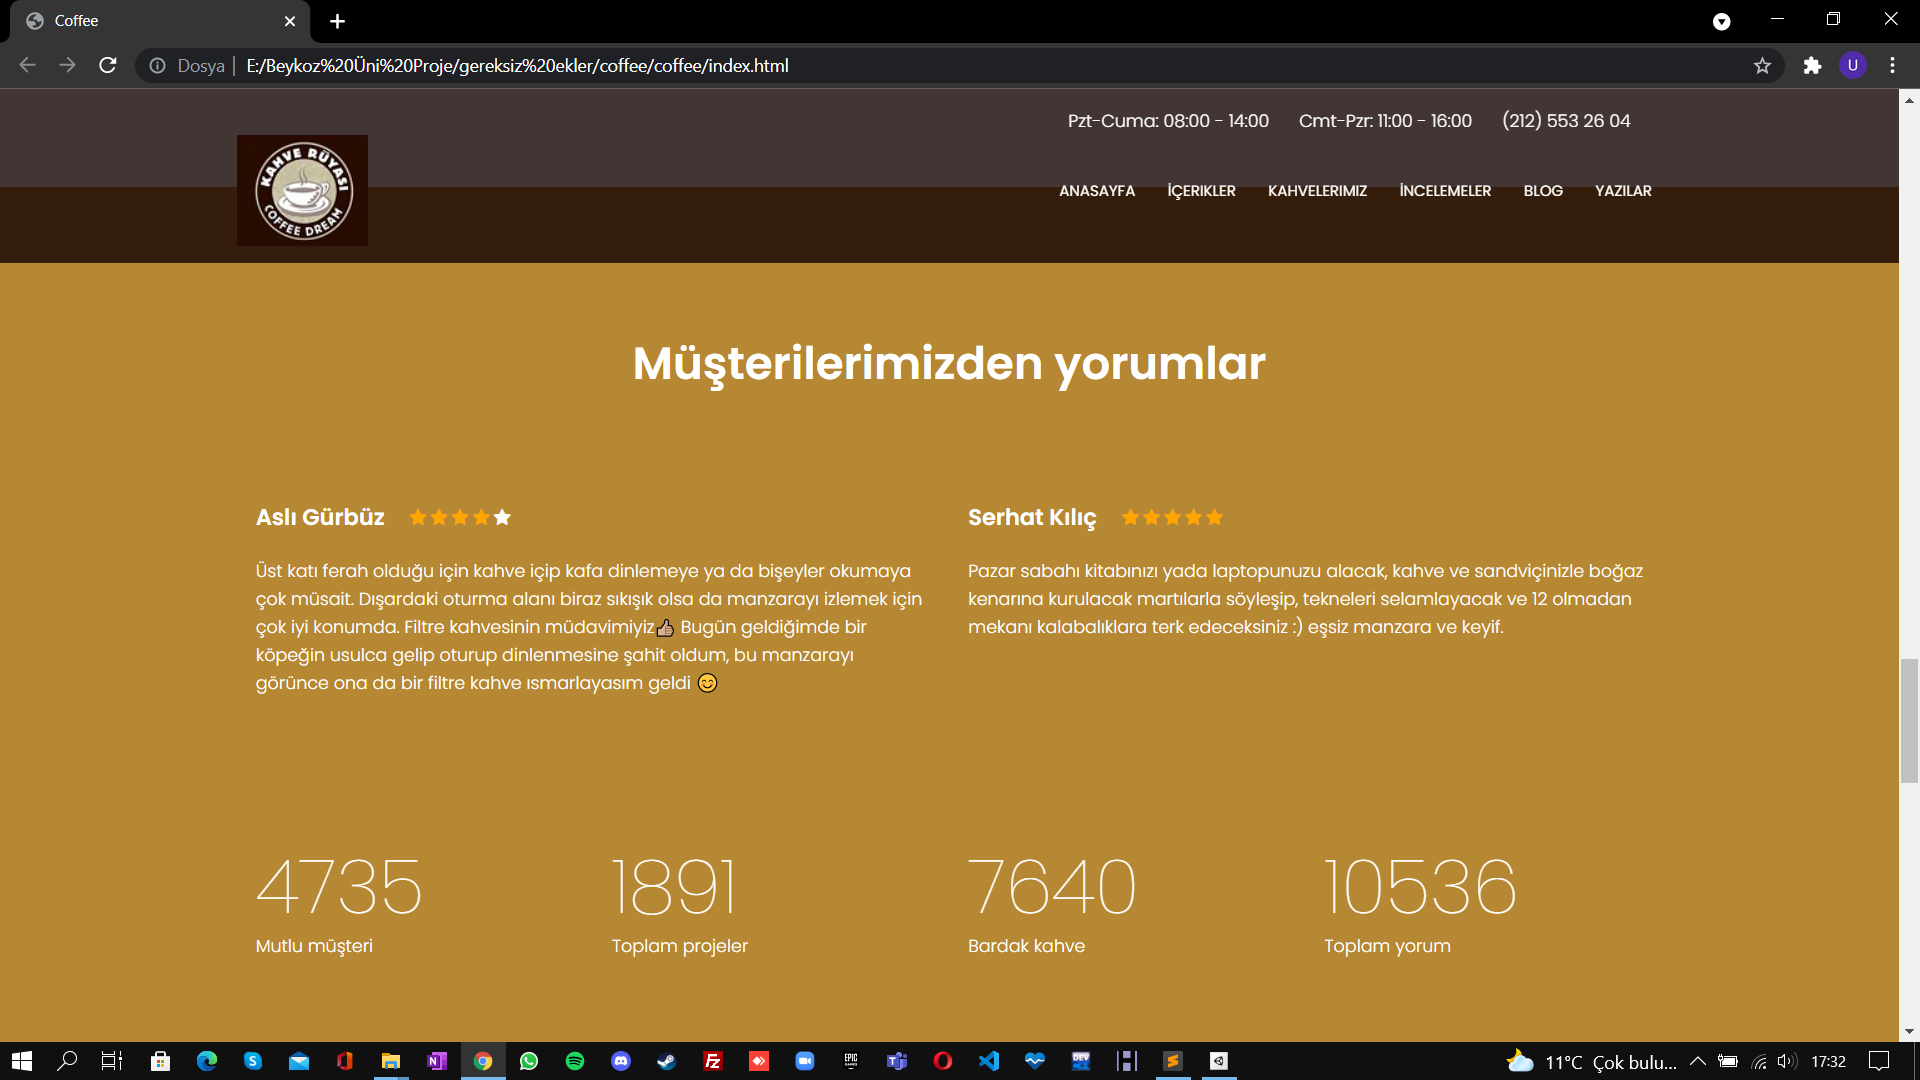 Coffee
Dosya | E:/Beykoz%20Üni%20Proje/gereksiz%20ekler/coffee/coffee/index.html
U
Pzt-Cuma: 08:00 - 14:00 Cmt-Pzr: 11:00 - 16:00 (212) 553 26 04
KAHVE RÜYASI
COFFEE DREAM
ANASAYFA İÇERIKLER KAHVELERIMIZ İNCELEMELER BLOG YAZILAR
Müşterilerimizden yorumlar
Aslı Gürbüz
Üst katı ferah olduğu için kahve içip kafa dinlemeye ya da bişeyler okumaya
çok müsait. Dışardaki oturma alanı biraz sıkışık olsa da manzarayı izlemek için
çok iyi konumda. Filtre kahvesinin müdavimiyiz👍 Bugün geldiğimde bir
köpeğin usulca gelip oturup dinlenmesine şahit oldum, bu manzarayı
görünce ona da bir filtre kahve ısmarlayasım geldi 😊
Serhat Kılıç
Pazar sabahı kitabınızı yada laptopunuzu alacak, kahve ve sandviçinizle boğaz
kenarına kurulacak martılarla söyleşip, tekneleri selamlayacak ve 12 olmadan
mekanı kalabalıklara terk edeceksiniz :) eşsiz manzara ve keyif.
4735
Mutlu müşteri
1891
Toplam projeler
7640
Bardak kahve
10536
Toplam yorum
11°C Çok bulu... 17:32